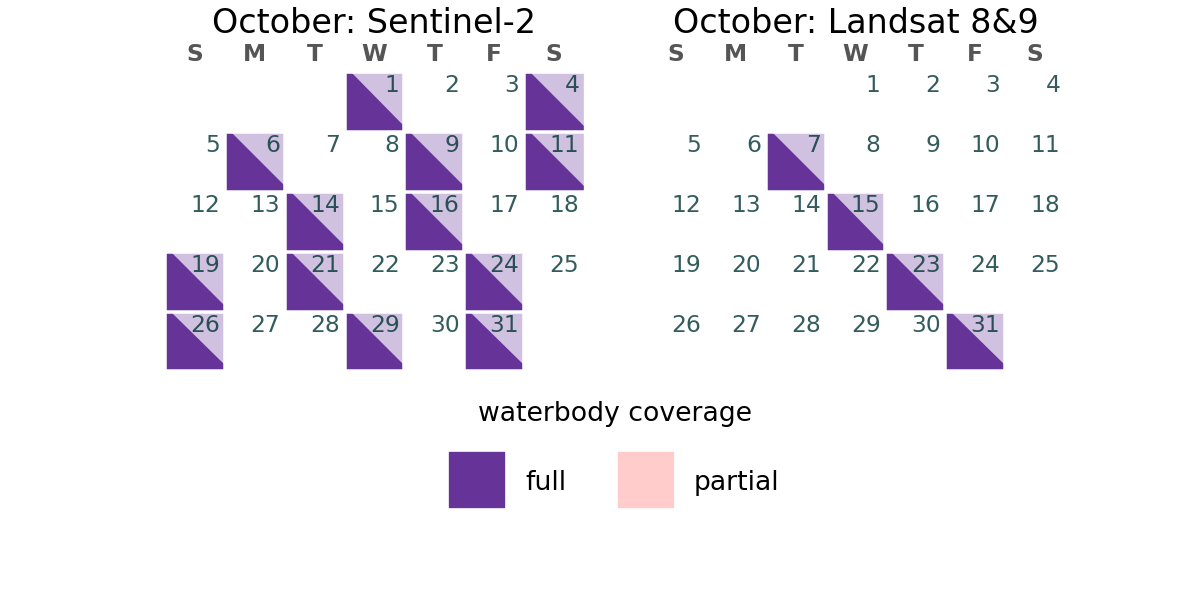 October: Sentinel-2
S M T W T F S
1 2 3 4
5 6 7 8 9 10 11
12 13 14 15 16 17 18
19 20 21 22 23 24 25
26 27 28 29 30 31
October: Landsat 8&9
S M T W T F S
1 2 3 4
5 6 7 8 9 10 11
12 13 14 15 16 17 18
19 20 21 22 23 24 25
26 27 28 29 30 31
waterbody coverage
full partial